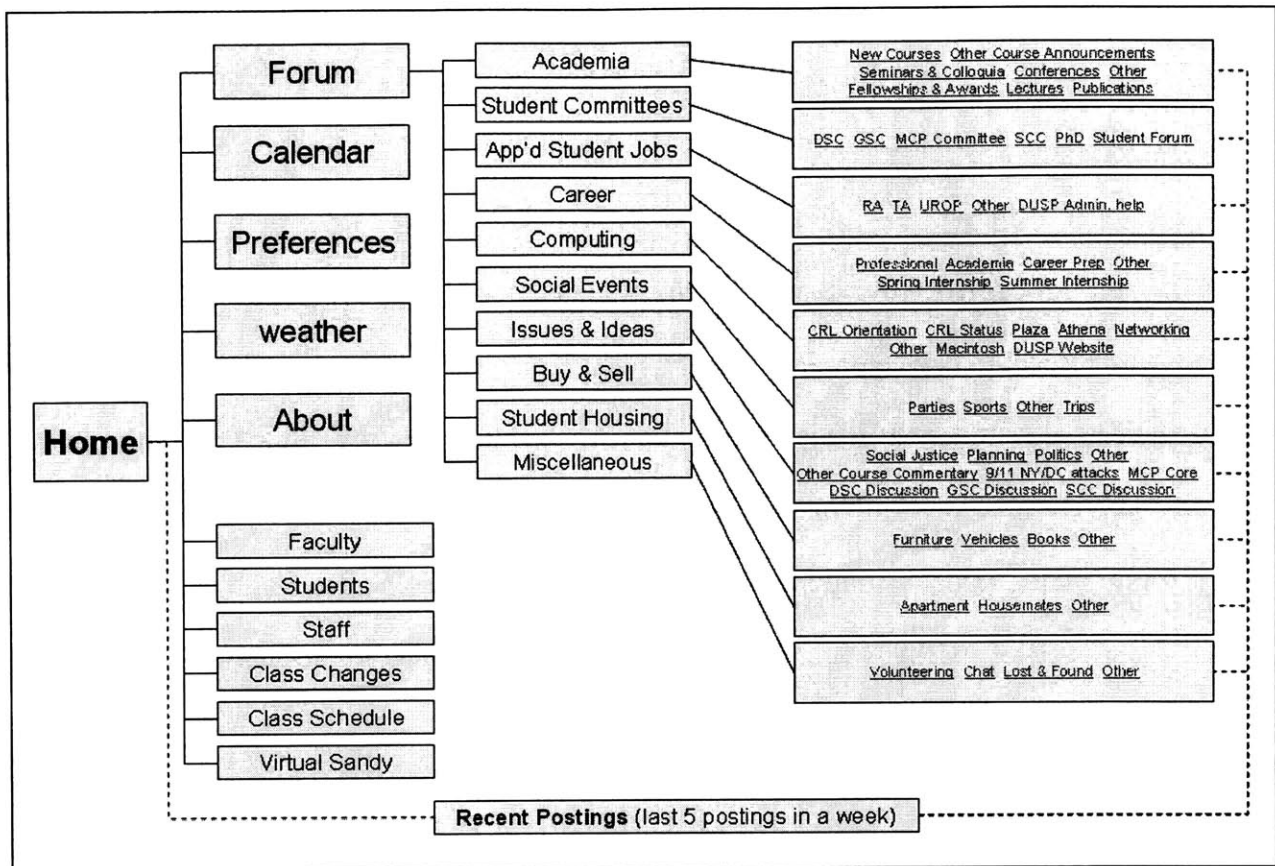 Home
Forum
Calendar
Preferences
weather
About
Faculty
Students
Staff
Class Changes
Class Schedule
Virtual Sandy
Academia
Student Committees
App'd Student Jobs
Career
Computing
Social Events
Issues & Ideas
Buy & Sell
Student Housing
Miscellaneous
New Courses Other Course Announcements
Seminars & Colloquia Conferences Other
Fellowships & Awards Lectures Publications
DSC GSC MCP Committee SCC PhD Student Forum
RA TA UROP Other DUSP Admin. help
Professional Academia Career Prep Other
Spring Internship Summer Internship
CRL Orientation CRL Status Plaza Athena Networking
Other Macintosh DUSP Website
Parties Sports Other Trips
Social Justice Planning Politics Other
Other Course Commentary 9/11 NY/DC attacks MCP Core
DSC Discussion GSC Discussion SCC Discussion
Furniture Vehicles Books Other
Apartment Housemates Other
Volunteering Chat Lost & Found Other
Recent Postings (last 5 postings in a week)